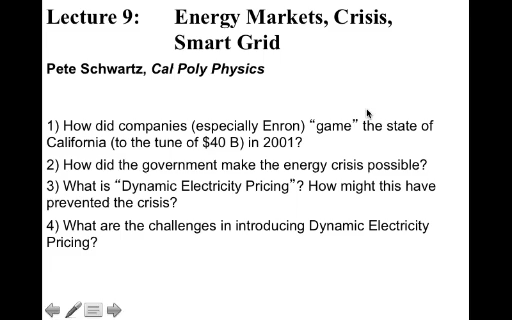 Lecture 9: Energy Markets, Crisis,
Smart Grid
Pete Schwartz, Cal Poly Physics
1) How did companies (especially Enron) “game” the state of
California (to the tune of $40 B) in 2001?
2) How did the government make the energy crisis possible?
3) What is “Dynamic Electricity Pricing”? How might this have
prevented the crisis?
4) What are the challenges in introducing Dynamic Electricity
Pricing?